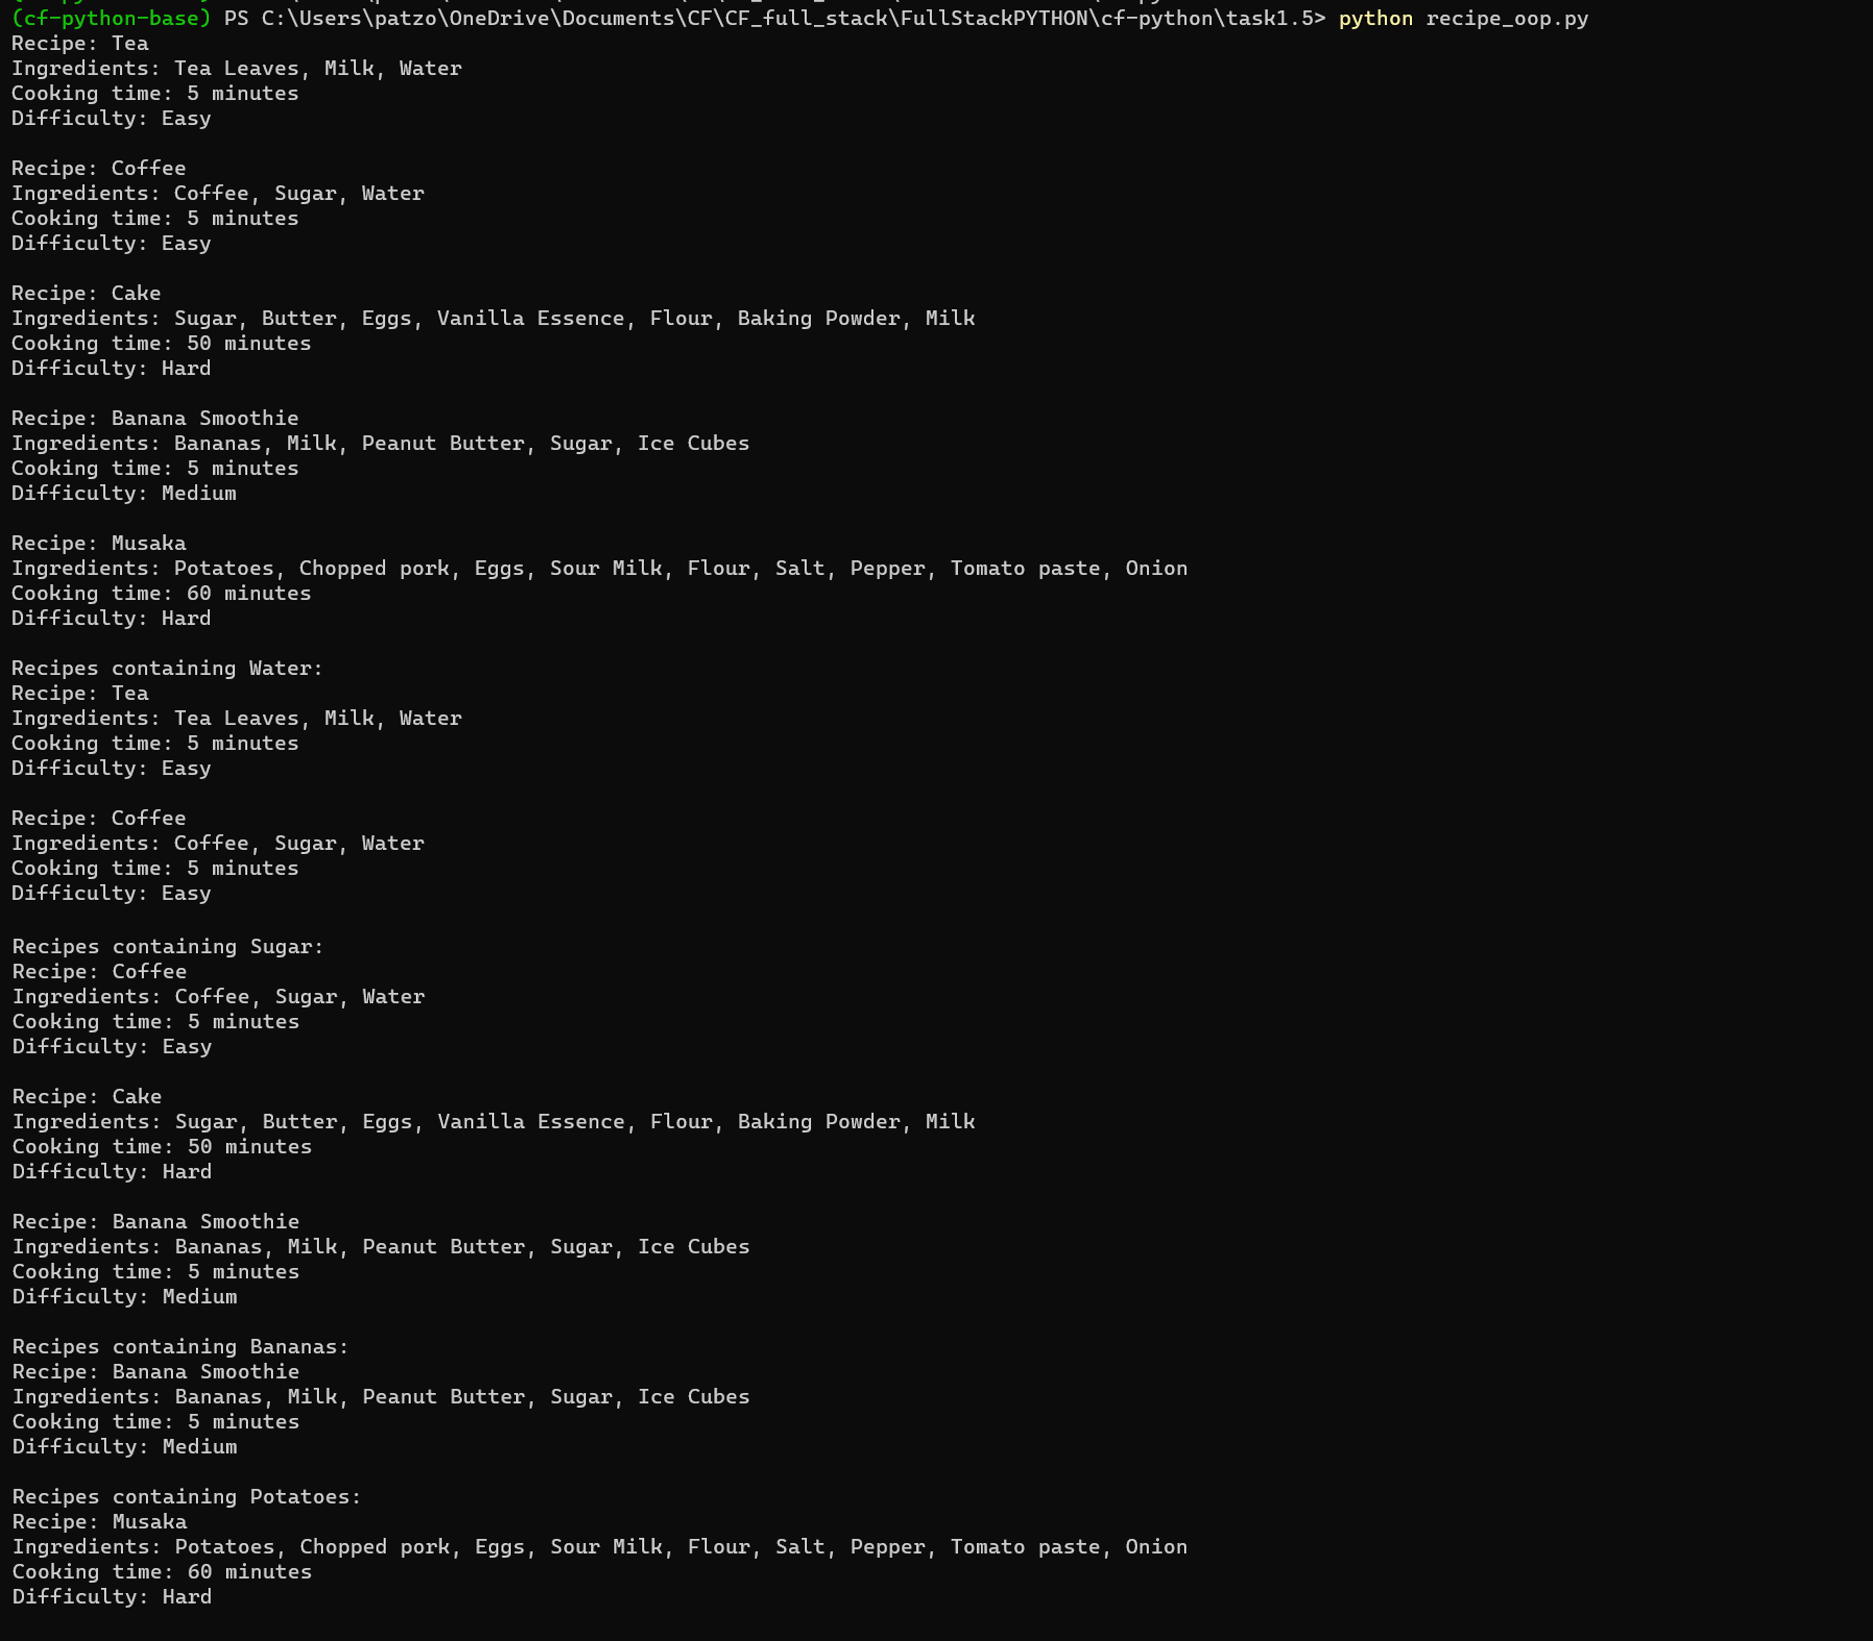 (cf-python-base) PS C:\Users\patzo\OneDrive\Documents\CF\CF_full_stack\FullStackPYTHON\cf-python\task1.5> python recipe_oop.py
Recipe: Tea
Ingredients: Tea Leaves, Milk, Water
Cooking time: 5 minutes
Difficulty: Easy

Recipe: Coffee
Ingredients: Coffee, Sugar, Water
Cooking time: 5 minutes
Difficulty: Easy

Recipe: Cake
Ingredients: Sugar, Butter, Eggs, Vanilla Essence, Flour, Baking Powder, Milk
Cooking time: 50 minutes
Difficulty: Hard

Recipe: Banana Smoothie
Ingredients: Bananas, Milk, Peanut Butter, Sugar, Ice Cubes
Cooking time: 5 minutes
Difficulty: Medium

Recipe: Musaka
Ingredients: Potatoes, Chopped pork, Eggs, Sour Milk, Flour, Salt, Pepper, Tomato paste, Onion
Cooking time: 60 minutes
Difficulty: Hard

Recipes containing Water:
Recipe: Tea
Ingredients: Tea Leaves, Milk, Water
Cooking time: 5 minutes
Difficulty: Easy

Recipe: Coffee
Ingredients: Coffee, Sugar, Water
Cooking time: 5 minutes
Difficulty: Easy

Recipes containing Sugar:
Recipe: Coffee
Ingredients: Coffee, Sugar, Water
Cooking time: 5 minutes
Difficulty: Easy

Recipe: Cake
Ingredients: Sugar, Butter, Eggs, Vanilla Essence, Flour, Baking Powder, Milk
Cooking time: 50 minutes
Difficulty: Hard

Recipe: Banana Smoothie
Ingredients: Bananas, Milk, Peanut Butter, Sugar, Ice Cubes
Cooking time: 5 minutes
Difficulty: Medium

Recipes containing Bananas:
Recipe: Banana Smoothie
Ingredients: Bananas, Milk, Peanut Butter, Sugar, Ice Cubes
Cooking time: 5 minutes
Difficulty: Medium

Recipes containing Potatoes:
Recipe: Musaka
Ingredients: Potatoes, Chopped pork, Eggs, Sour Milk, Flour, Salt, Pepper, Tomato paste, Onion
Cooking time: 60 minutes
Difficulty: Hard